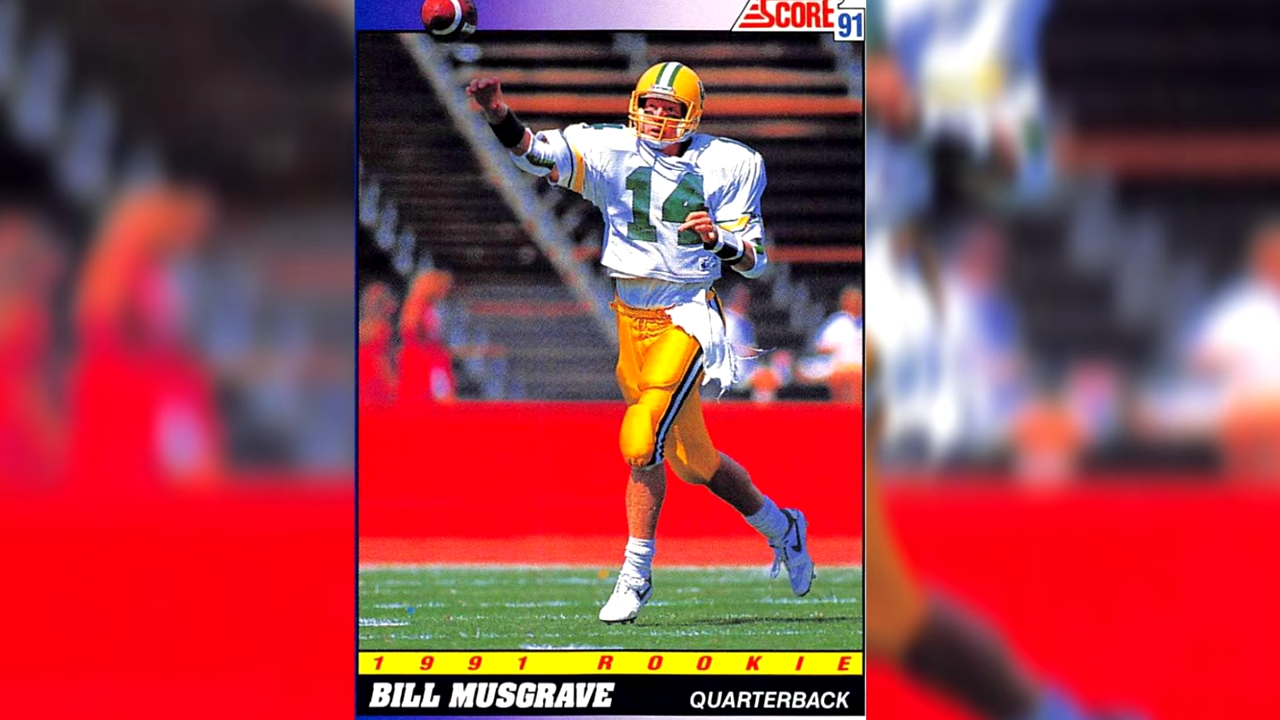 SCORE
91
14
1991 ROOKIE
BILL MUSGRAVE
QUARTERBACK